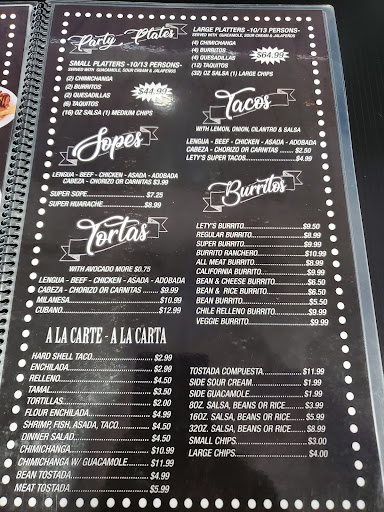 Party Plates
SMALL PLATTERS -10/13 PERSONS-
SERVED WITH GUACAMOLE, SOUR CREAM & JALAPEÑOS
(2) CHIMICHANGA
(2) BURRITOS
(2) QUESADILLAS
(6) TAQUITOS
(16) OZ SALSA (1) MEDIUM CHIPS
$44.99
LARGE PLATTERS -10/13 PERSONS-
SERVED WITH GUACAMOLE, SOUR CREAM & JALAPEÑOS
(4) CHIMICHANGA
(4) BURRITOS
(4) QUESADILLAS
(12) TAQUITOS
(32) OZ SALSA (1) LARGE CHIPS
$64.99
Sopes
LENGUA - BEEF - CHICKEN - ASADA - ADOBADA
CABEZA - CHORIZO OR CARNITAS $3.99
SUPER SOPE $7.25
SUPER HUARACHE $8.99
Tacos
WITH LEMON, ONION, CILANTRO & SALSA
LENGUA - BEEF - CHICKEN - ASADA - ADOBADA
CABEZA - CHORIZO OR CARNITAS $2.50
LETY'S SUPER TACOS $4.99
Tortas
WITH AVOCADO MORE $0.75
LENGUA - BEEF - CHICKEN - ASADA - ADOBADA
CABEZA - CHORIZO OR CARNITAS $8.99
MILANESA $10.99
CUBANO $12.99
Burritos
LETY'S BURRITO $9.50
REGULAR BURRITO $8.99
SUPER BURRITO $9.99
BURRITO RANCHERO $10.99
ALL MEAT BURRITO $8.99
CALIFORNIA BURRITO $9.99
BEAN & CHEESE BURRITO $6.50
BEAN & RICE BURRITO $6.50
BEAN BURRITO $5.50
CHILE RELLENO BURRITO $9.99
VEGGIE BURRITO $9.99
A LA CARTE - A LA CARTA
HARD SHELL TACO $2.99
ENCHILADA $2.99
RELLENO $4.50
TAMAL $3.50
TORTILLAS $2.00
FLOUR ENCHILADA $4.99
SHRIMP, FISH, ASADA, TACO $4.50
DINNER SALAD $4.50
CHIMICHANGA $10.99
CHIMICHANGA W/ GUACAMOLE $11.99
BEAN TOSTADA $4.99
MEAT TOSTADA $5.99
TOSTADA COMPUESTA $11.99
SIDE SOUR CREAM $1.99
SIDE GUACAMOLE $1.99
8OZ. SALSA, BEANS OR RICE $3.99
16OZ. SALSA, BEANS OR RICE $5.99
32OZ. SALSA, BEANS OR RICE $8.99
SMALL CHIPS $3.00
LARGE CHIPS $4.00